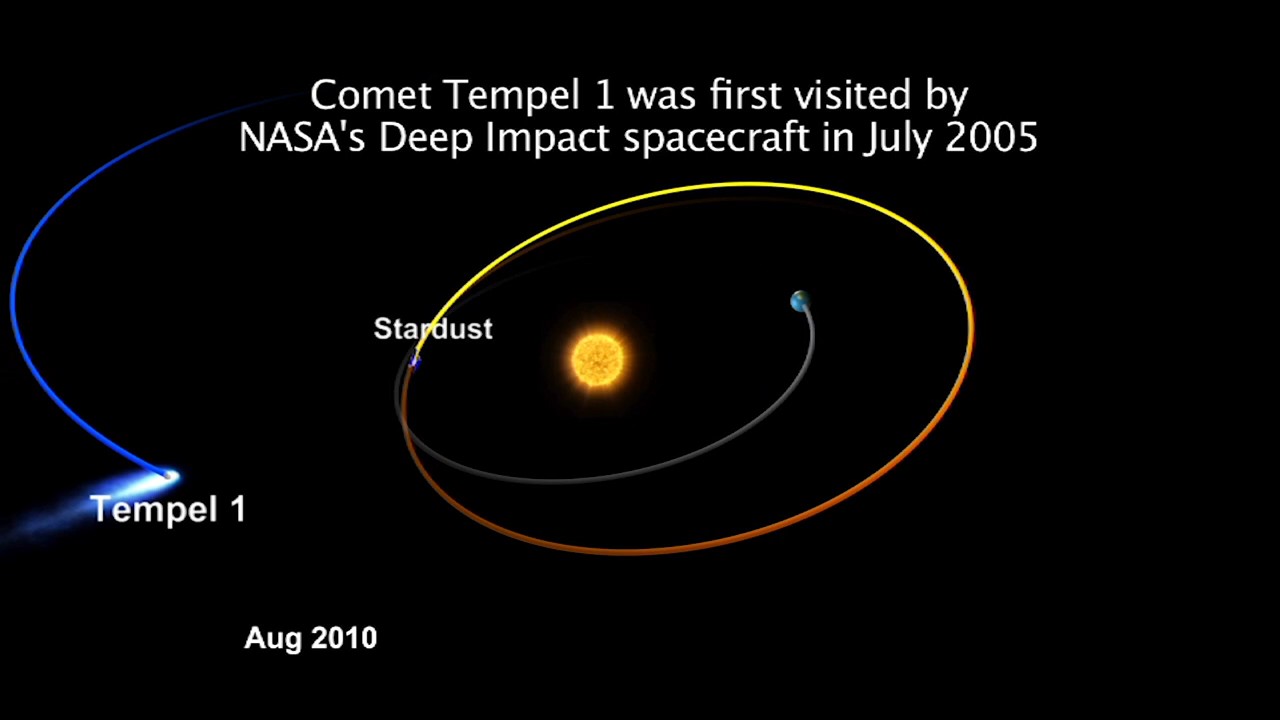 Comet Tempel 1 was first visited by
NASA's Deep Impact spacecraft in July 2005
Stardust
Tempel 1
Aug 2010